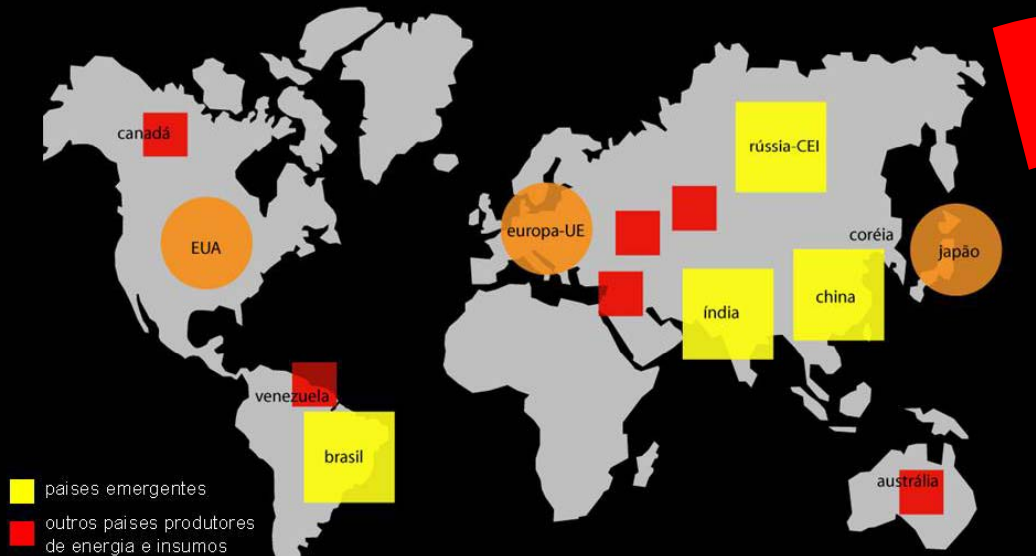 canadá
rússia-CEI
EUA
europa-UE
coréia
japão
índia
china
venezuela
brasil
austrália
paises emergentes
outros paises produtores
de energia e insumos